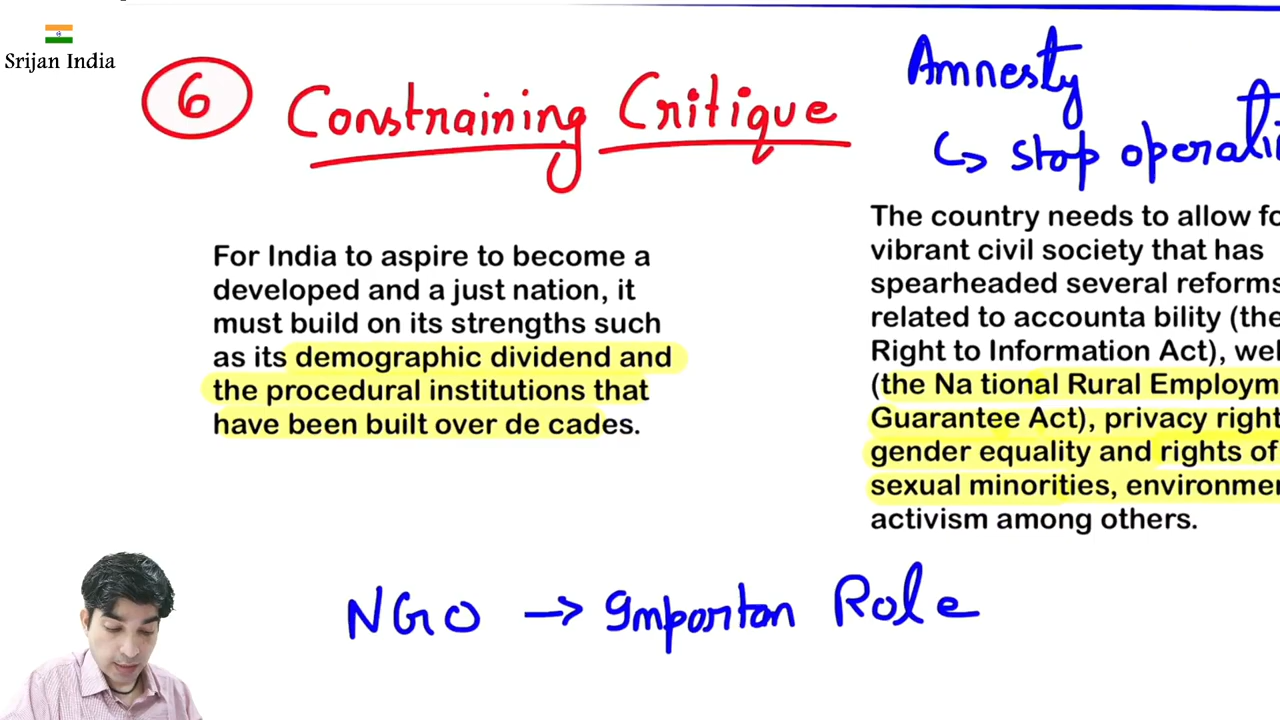 Srijan India
6
Constraining Critique
Amnesty
↳ stop operati
For India to aspire to become a
developed and a just nation, it
must build on its strengths such
as its demographic dividend and
the procedural institutions that
have been built over de cades.
The country needs to allow fo
vibrant civil society that has
spearheaded several reforms
related to accounta bility (the
Right to Information Act), wel
(the Na tional Rural Employm
Guarantee Act), privacy right
gender equality and rights of
sexual minorities, environmen
activism among others.
NGO → Importan Role